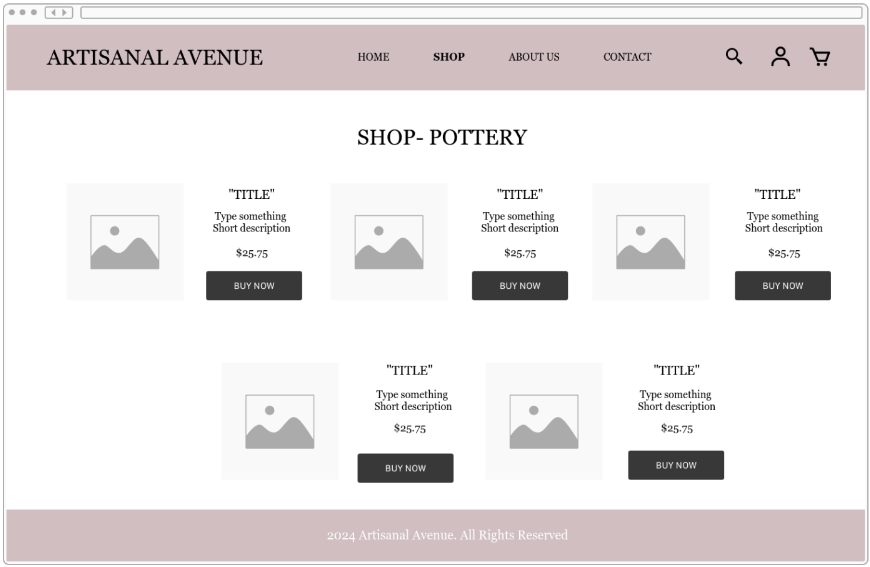 ARTISANAL AVENUE
HOME
SHOP
ABOUT US
CONTACT
SHOP- POTTERY
"TITLE"
Type something
Short description
$25.75
BUY NOW
"TITLE"
Type something
Short description
$25.75
BUY NOW
"TITLE"
Type something
Short description
$25.75
BUY NOW
"TITLE"
Type something
Short description
$25.75
BUY NOW
"TITLE"
Type something
Short description
$25.75
BUY NOW
2024 Artisanal Avenue. All Rights Reserved